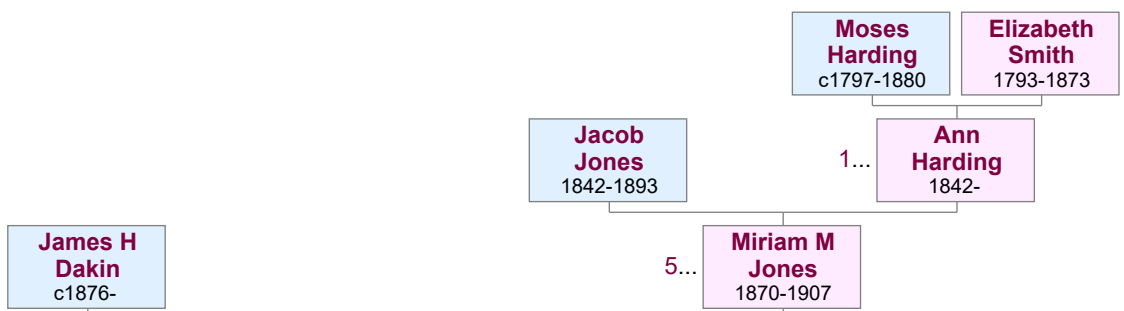 Moses
Harding
c1797-1880
Elizabeth
Smith
1793-1873
Jacob
Jones
1842-1893
1...
Ann
Harding
1842-
James H
Dakin
c1876-
5...
Miriam M
Jones
1870-1907